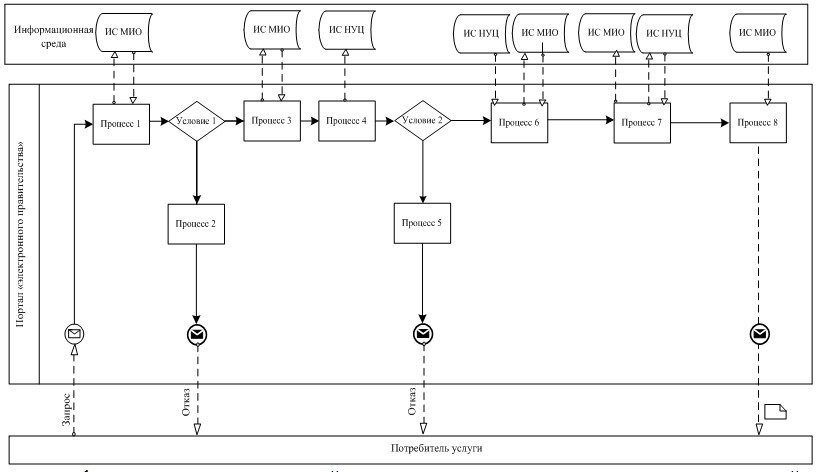 Информационная
среда
ИС МИО
ИС МИО
ИС НУЦ
ИС НУЦ
ИС МИО
ИС МИО
ИС НУЦ
ИС МИО
Портал «электронного правительства»
Процесс 1
Условие 1
Процесс 3
Процесс 4
Условие 2
Процесс 6
Процесс 7
Процесс 8
Процесс 2
Процесс 5
Запрос
Отказ
Отказ
Потребитель услуги